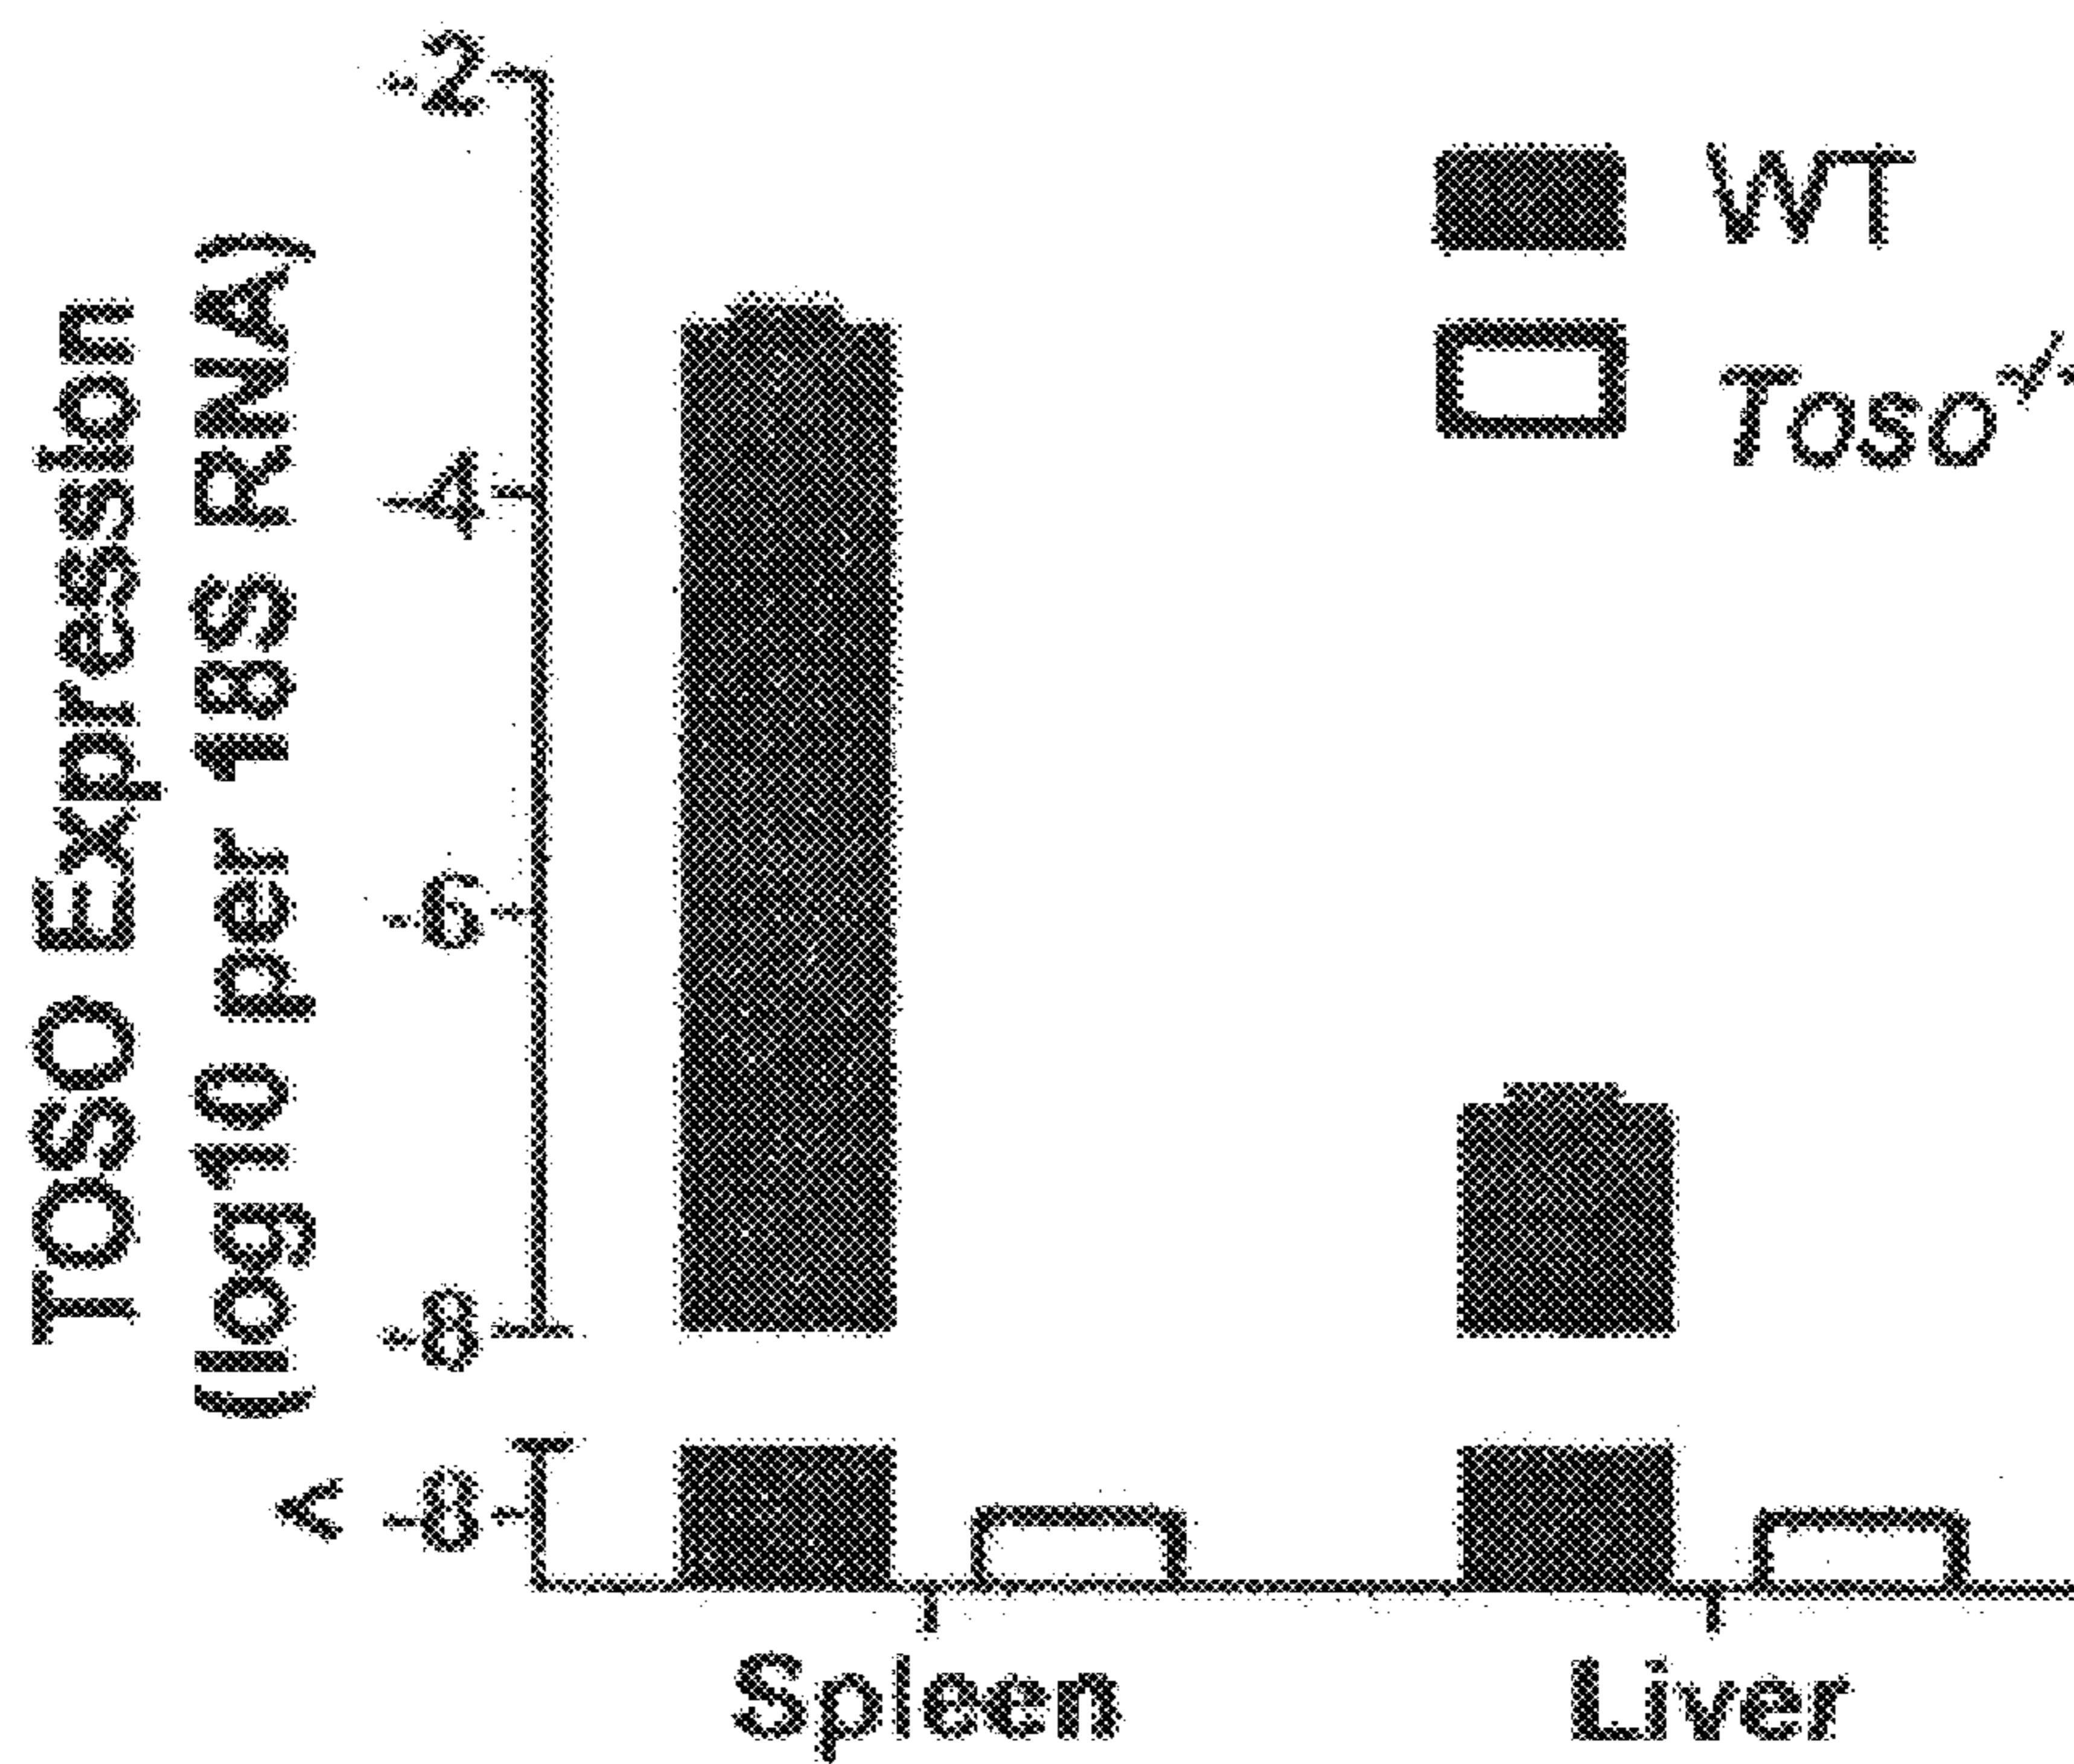 TOSO Expression
(log10 per 18S RNA)
-2
-4
-6
-8
< -8
WT
Toso-/-
Spleen
Liver